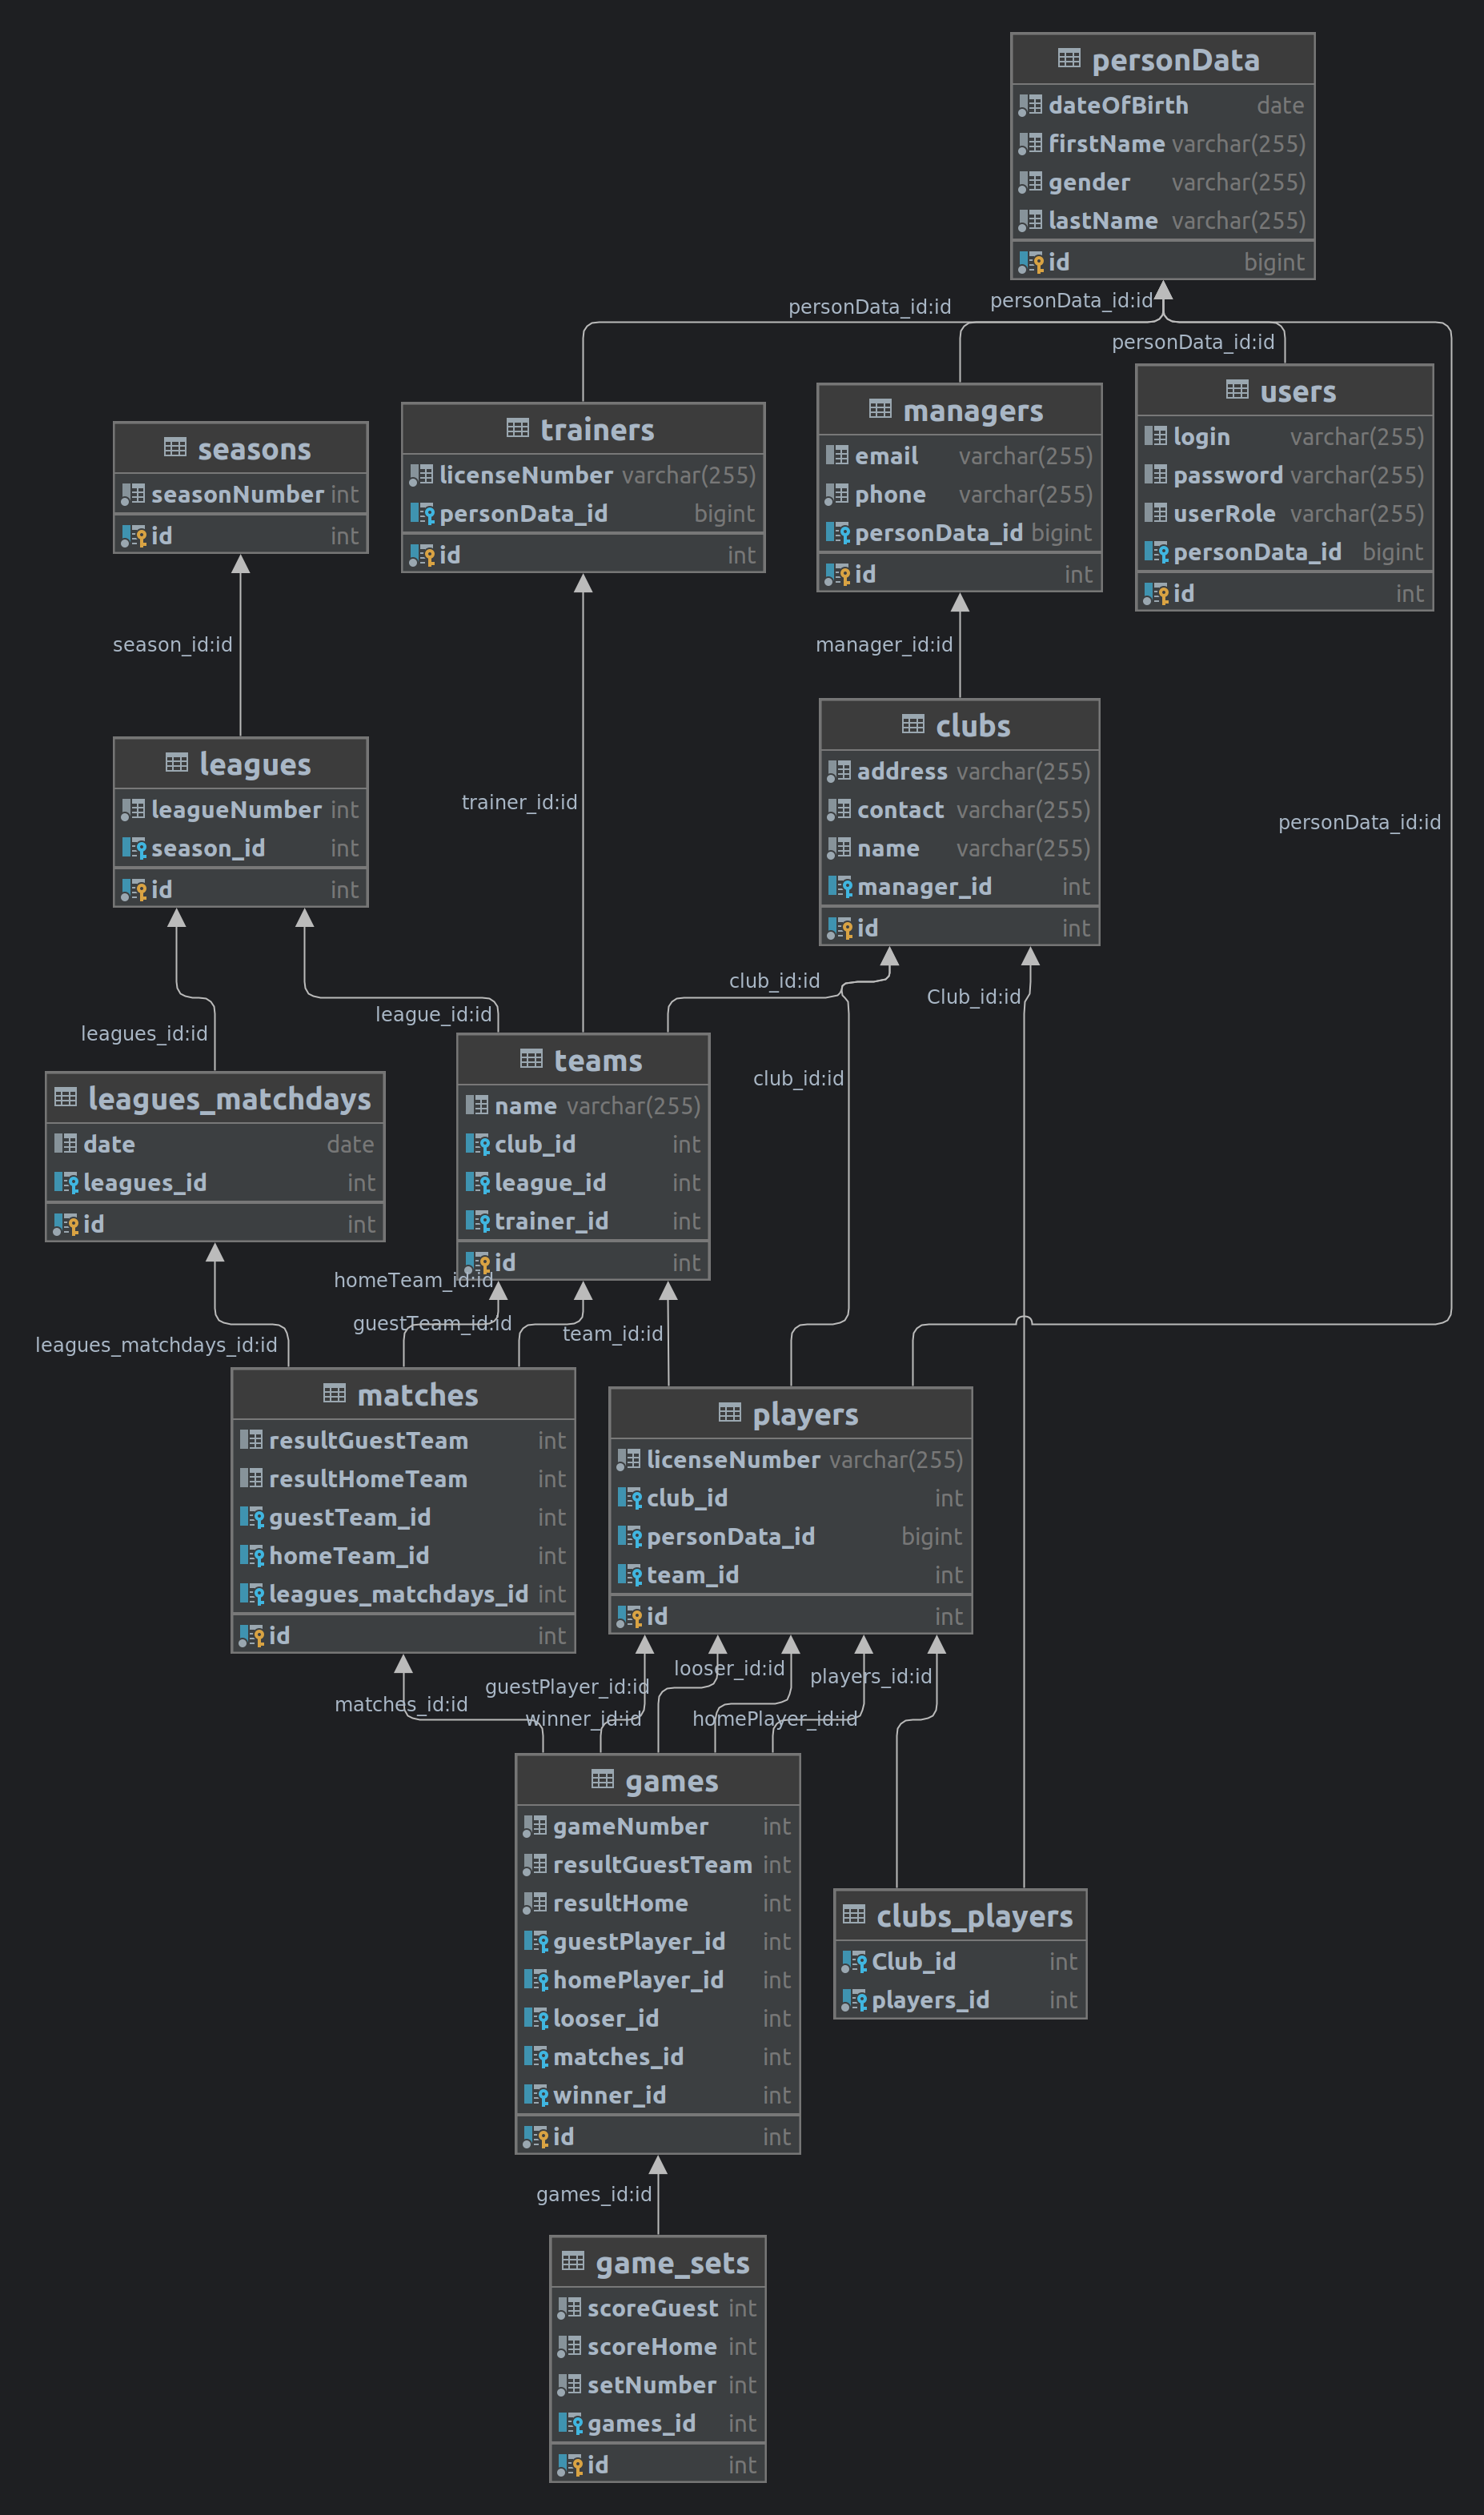 personData
dateOfBirth date
firstName varchar(255)
gender varchar(255)
lastName varchar(255)
id bigint
personData_id:id
personData_id:id
personData_id:id
seasons
seasonNumber int
id int
trainers
licenseNumber varchar(255)
personData_id bigint
id int
managers
email varchar(255)
phone varchar(255)
personData_id bigint
id int
users
login varchar(255)
password varchar(255)
userRole varchar(255)
personData_id bigint
id int
season_id:id
manager_id:id
leagues
leagueNumber int
season_id int
id int
trainer_id:id
clubs
address varchar(255)
contact varchar(255)
name varchar(255)
manager_id int
id int
personData_id:id
leagues_id:id
league_id:id
club_id:id
Club_id:id
club_id:id
leagues_matchdays
date date
leagues_id int
id int
teams
name varchar(255)
club_id int
league_id int
trainer_id int
id int
homeTeam_id:id
guestTeam_id:id
team_id:id
leagues_matchdays_id:id
matches
resultGuestTeam int
resultHomeTeam int
guestTeam_id int
homeTeam_id int
leagues_matchdays_id int
id int
players
licenseNumber varchar(255)
club_id int
personData_id bigint
team_id int
id int
looser_id:id
players_id:id
guestPlayer_id:id
matches_id:id
winner_id:id
homePlayer_id:id
games
gameNumber int
resultGuestTeam int
resultHome int
guestPlayer_id int
homePlayer_id int
looser_id int
matches_id int
winner_id int
id int
clubs_players
Club_id int
players_id int
games_id:id
game_sets
scoreGuest int
scoreHome int
setNumber int
games_id int
id int